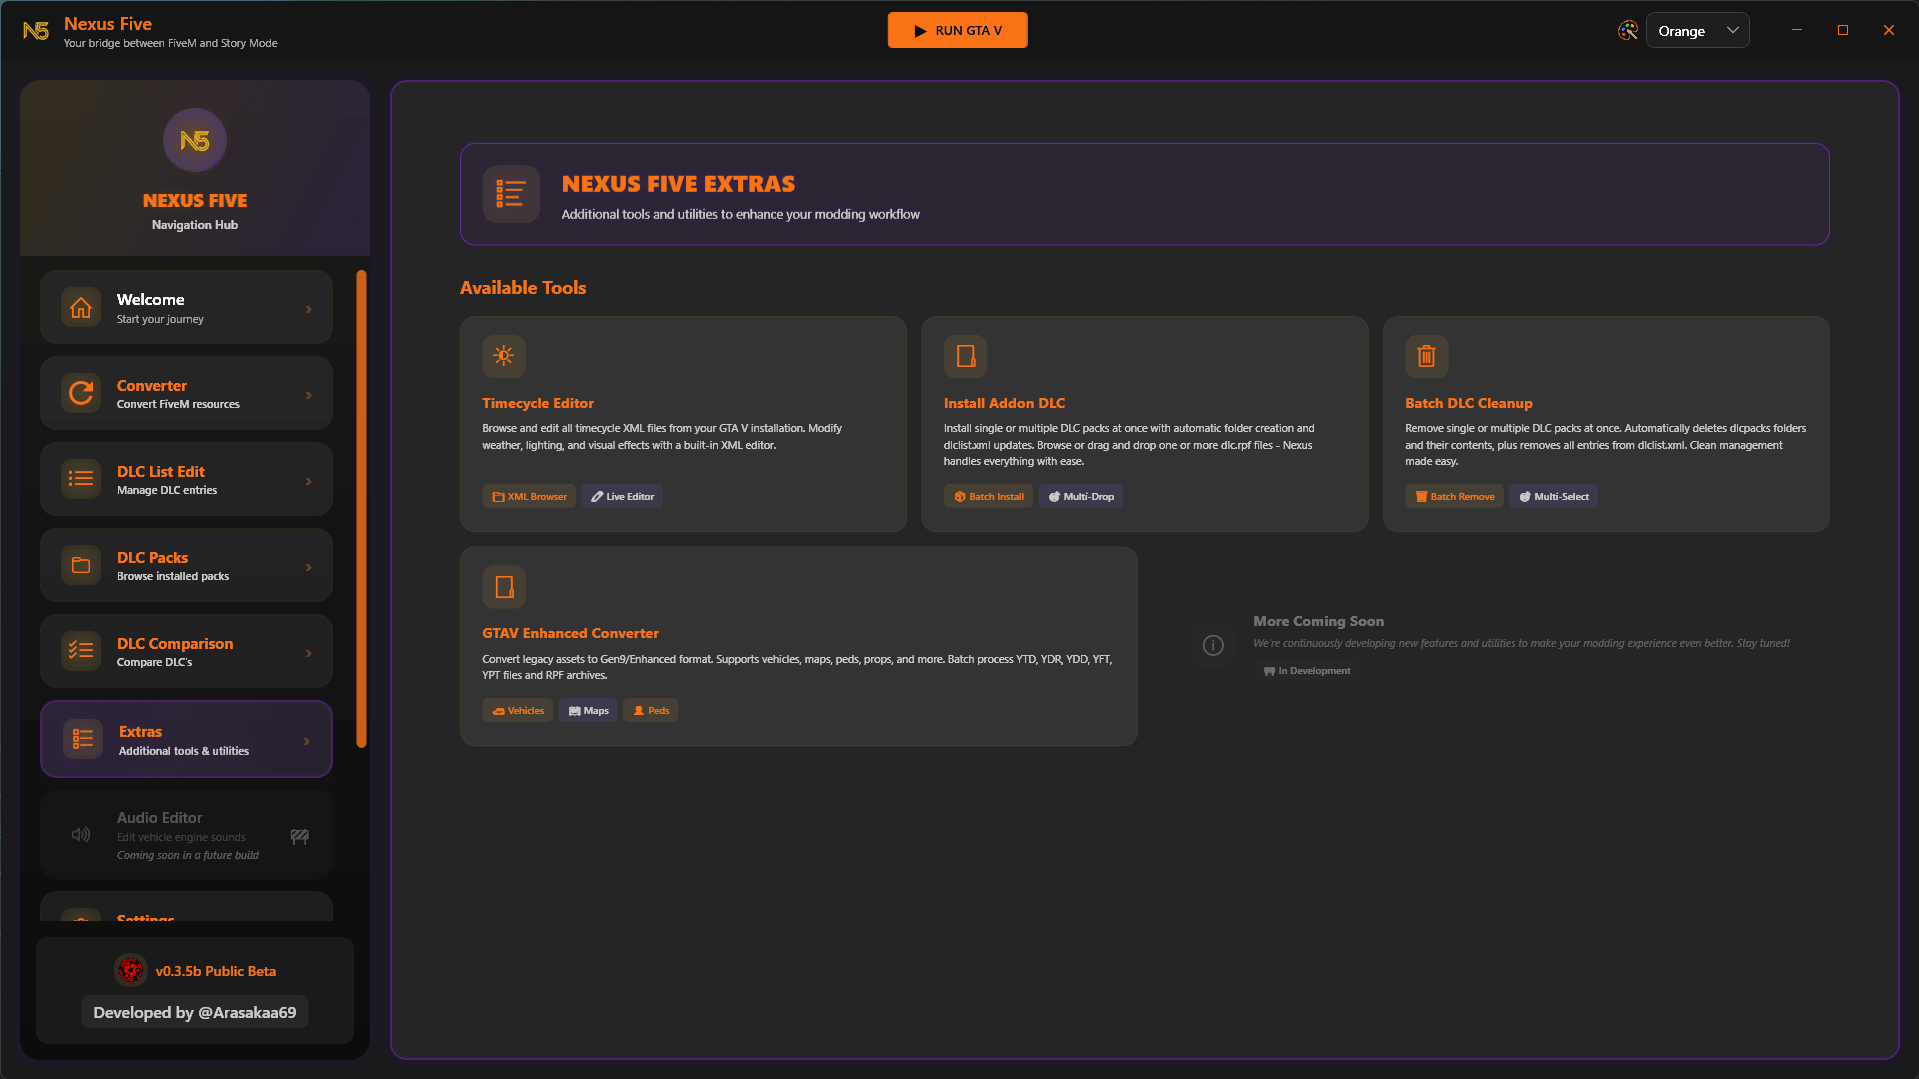 N5
Nexus Five
Your bridge between FiveM and Story Mode
RUN GTA V
Orange
N5
NEXUS FIVE
Navigation Hub
Welcome
Start your journey
Converter
Convert FiveM resources
DLC List Edit
Manage DLC entries
DLC Packs
Browse installed packs
DLC Comparison
Compare DLC's
Extras
Additional tools & utilities
Audio Editor
Edit vehicle engine sounds
Coming soon in a future build
Settings
v0.3.5b Public Beta
Developed by @Arasakaa69
NEXUS FIVE EXTRAS
Additional tools and utilities to enhance your modding workflow
Available Tools
Timecycle Editor
Browse and edit all timecycle XML files from your GTA V installation. Modify
weather, lighting, and visual effects with a built-in XML editor.
XML Browser
Live Editor
Install Addon DLC
Install single or multiple DLC packs at once with automatic folder creation and
dlclist.xml updates. Browse or drag and drop one or more dlc.rpf files - Nexus
handles everything with ease.
Batch Install
Multi-Drop
Batch DLC Cleanup
Remove single or multiple DLC packs at once. Automatically deletes dlcpacks folders
and their contents, plus removes all entries from dlclist.xml. Clean management
made easy.
Batch Remove
Multi-Select
GTAV Enhanced Converter
Convert legacy assets to Gen9/Enhanced format. Supports vehicles, maps, peds, props, and more. Batch process YTD, YDR, YDD, YFT,
YPT files and RPF archives.
Vehicles
Maps
Peds
More Coming Soon
We're continuously developing new features and utilities to make your modding experience even better. Stay tuned!
In Development